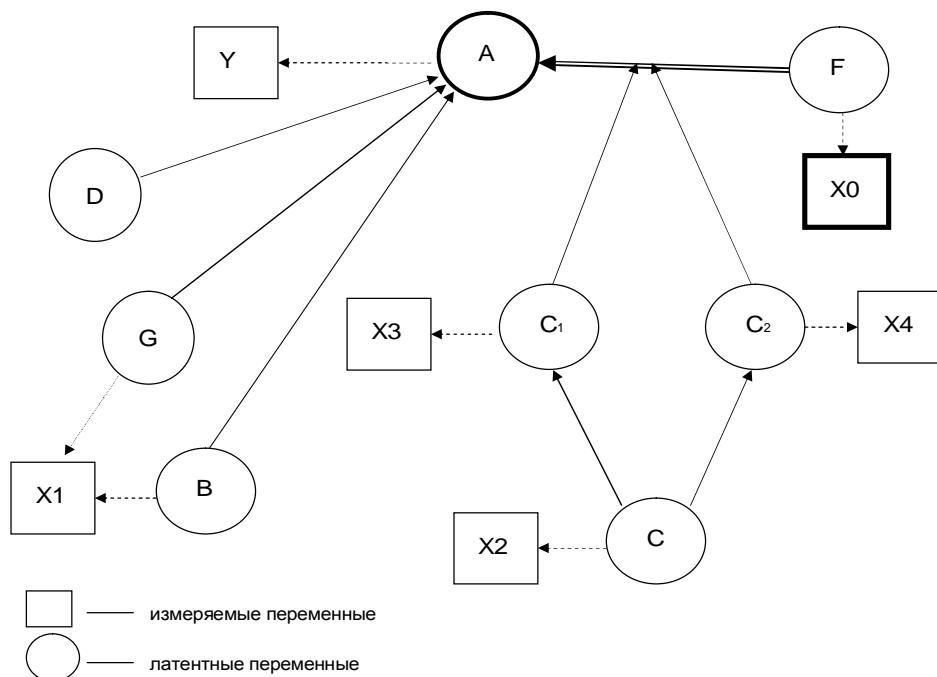 Y
A
F
X0
D
G
X3
C1
C2
X4
X1
B
X2
C
измеряемые переменные
латентные переменные